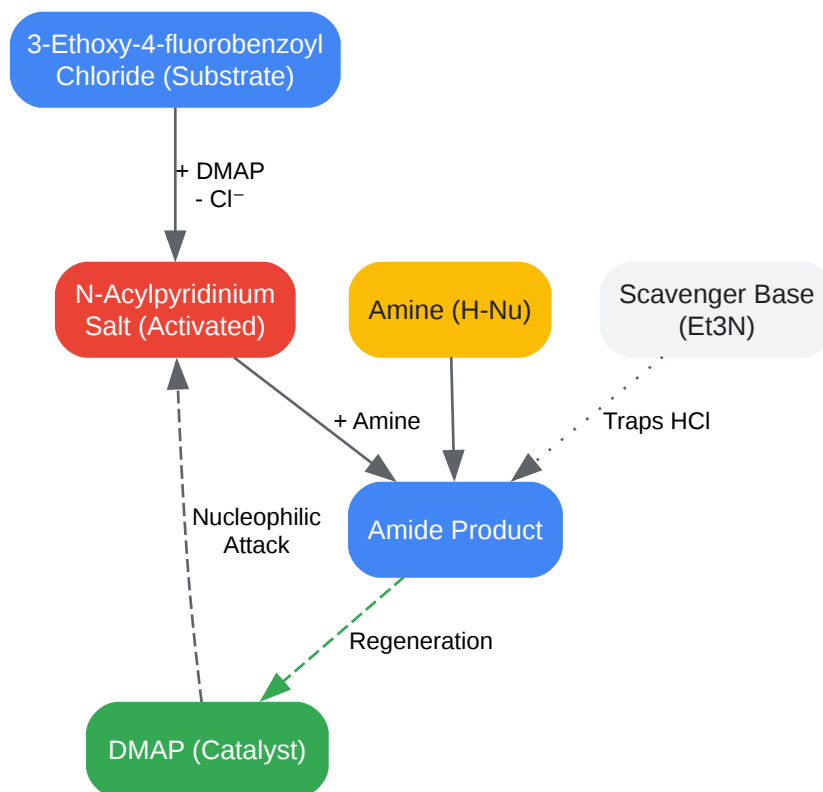 3-Ethoxy-4-fluorobenzoyl
Chloride (Substrate)
+ DMAP
- Cl⁻
N-Acylpyridinium
Salt (Activated)
Amine (H-Nu)
Scavenger Base
(Et3N)
+ Amine
Traps HCl
Nucleophilic
Attack
Amide Product
Regeneration
DMAP (Catalyst)